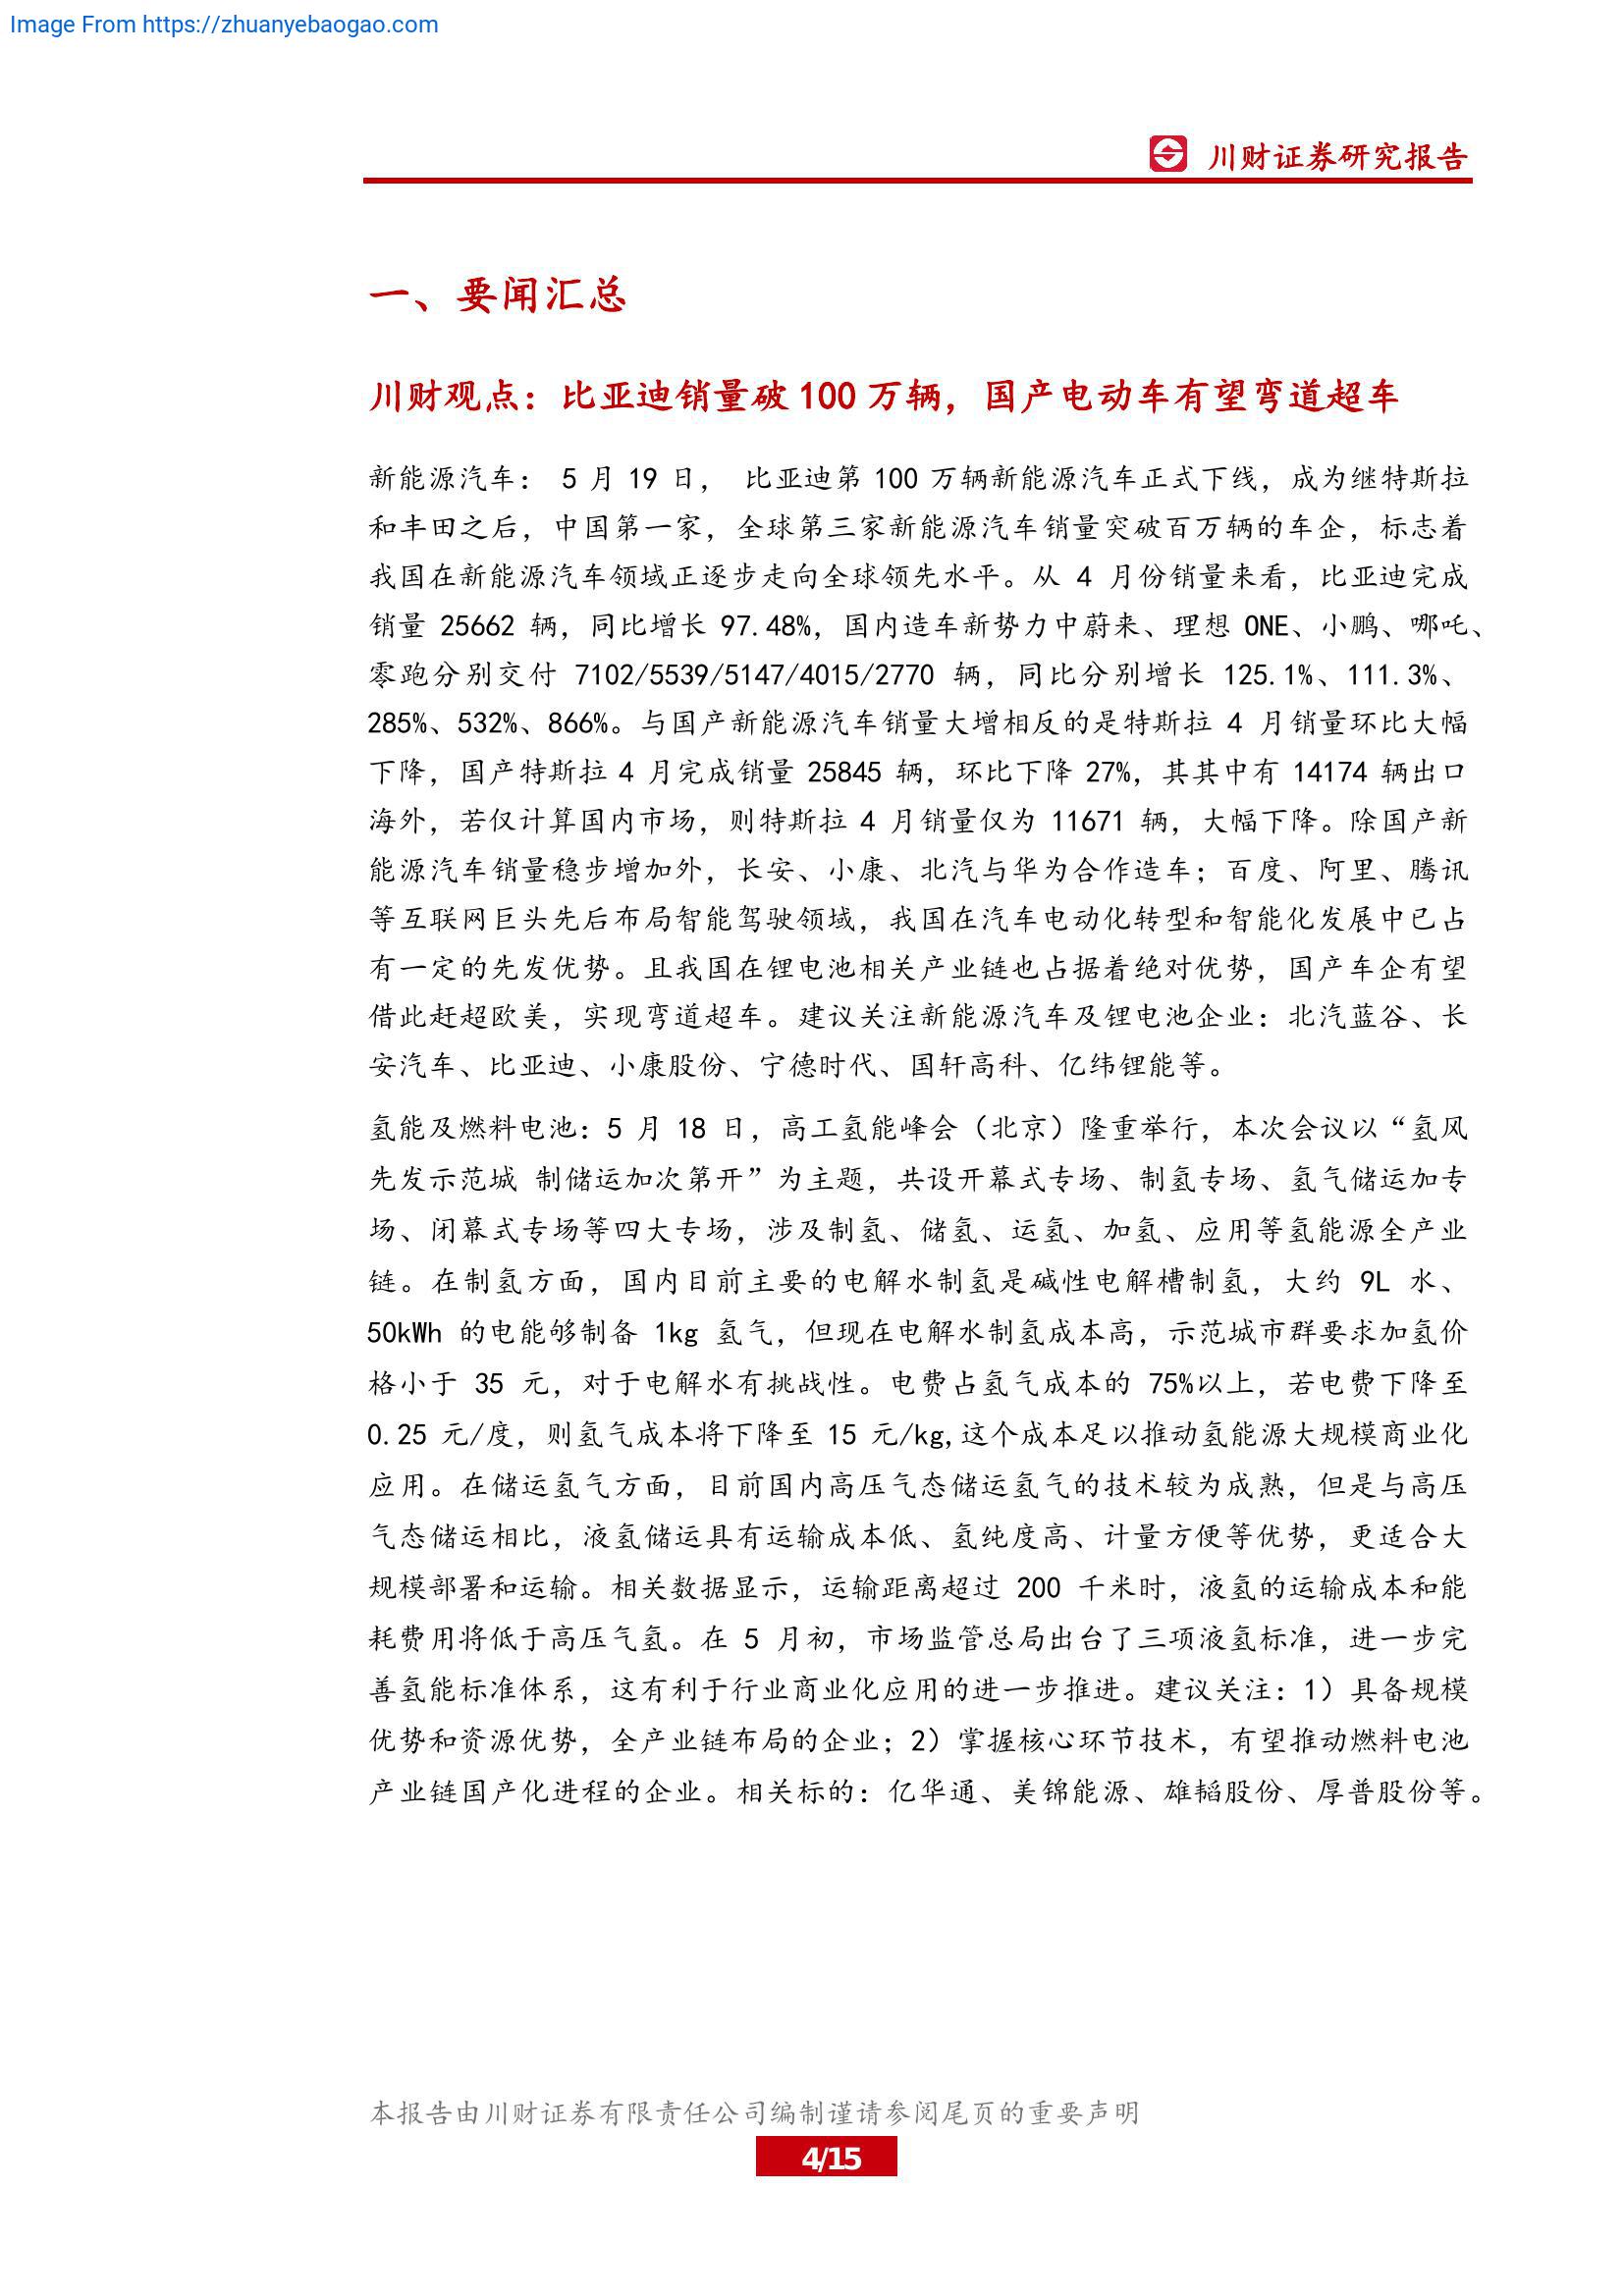 Image From https://zhuanyebaogao.com
川财证券研究报告
一、要闻汇总
川财观点：比亚迪销量破 100 万辆，国产电动车有望弯道超车
新能源汽车： 5 月 19 日， 比亚迪第 100 万辆新能源汽车正式下线，成为继特斯拉
和丰田之后，中国第一家，全球第三家新能源汽车销量突破百万辆的车企，标志着
我国在新能源汽车领域正逐步走向全球领先水平。从 4 月份销量来看，比亚迪完成
销量 25662 辆，同比增长 97.48%，国内造车新势力中蔚来、理想 ONE、小鹏、哪吒、
零跑分别交付 7102/5539/5147/4015/2770 辆，同比分别增长 125.1%、111.3%、
285%、532%、866%。与国产新能源汽车销量大增相反的是特斯拉 4 月销量环比大幅
下降，国产特斯拉 4 月完成销量 25845 辆，环比下降 27%，其其中有 14174 辆出口
海外，若仅计算国内市场，则特斯拉 4 月销量仅为 11671 辆，大幅下降。除国产新
能源汽车销量稳步增加外，长安、小康、北汽与华为合作造车；百度、阿里、腾讯
等互联网巨头先后布局智能驾驶领域，我国在汽车电动化转型和智能化发展中已占
有一定的先发优势。且我国在锂电池相关产业链也占据着绝对优势，国产车企有望
借此赶超欧美，实现弯道超车。建议关注新能源汽车及锂电池企业：北汽蓝谷、长
安汽车、比亚迪、小康股份、宁德时代、国轩高科、亿纬锂能等。
氢能及燃料电池：5 月 18 日，高工氢能峰会（北京）隆重举行，本次会议以“氢风
先发示范城 制储运加次第开”为主题，共设开幕式专场、制氢专场、氢气储运加专
场、闭幕式专场等四大专场，涉及制氢、储氢、运氢、加氢、应用等氢能源全产业
链。在制氢方面，国内目前主要的电解水制氢是碱性电解槽制氢，大约 9L 水、
50kWh 的电能够制备 1kg 氢气，但现在电解水制氢成本高，示范城市群要求加氢价
格小于 35 元，对于电解水有挑战性。电费占氢气成本的 75%以上，若电费下降至
0.25 元/度，则氢气成本将下降至 15 元/kg,这个成本足以推动氢能源大规模商业化
应用。在储运氢气方面，目前国内高压气态储运氢气的技术较为成熟，但是与高压
气态储运相比，液氢储运具有运输成本低、氢纯度高、计量方便等优势，更适合大
规模部署和运输。相关数据显示，运输距离超过 200 千米时，液氢的运输成本和能
耗费用将低于高压气氢。在 5 月初，市场监管总局出台了三项液氢标准，进一步完
善氢能标准体系，这有利于行业商业化应用的进一步推进。建议关注：1）具备规模
优势和资源优势，全产业链布局的企业；2）掌握核心环节技术，有望推动燃料电池
产业链国产化进程的企业。相关标的：亿华通、美锦能源、雄韬股份、厚普股份等。
本报告由川财证券有限责任公司编制谨请参阅尾页的重要声明
4/15